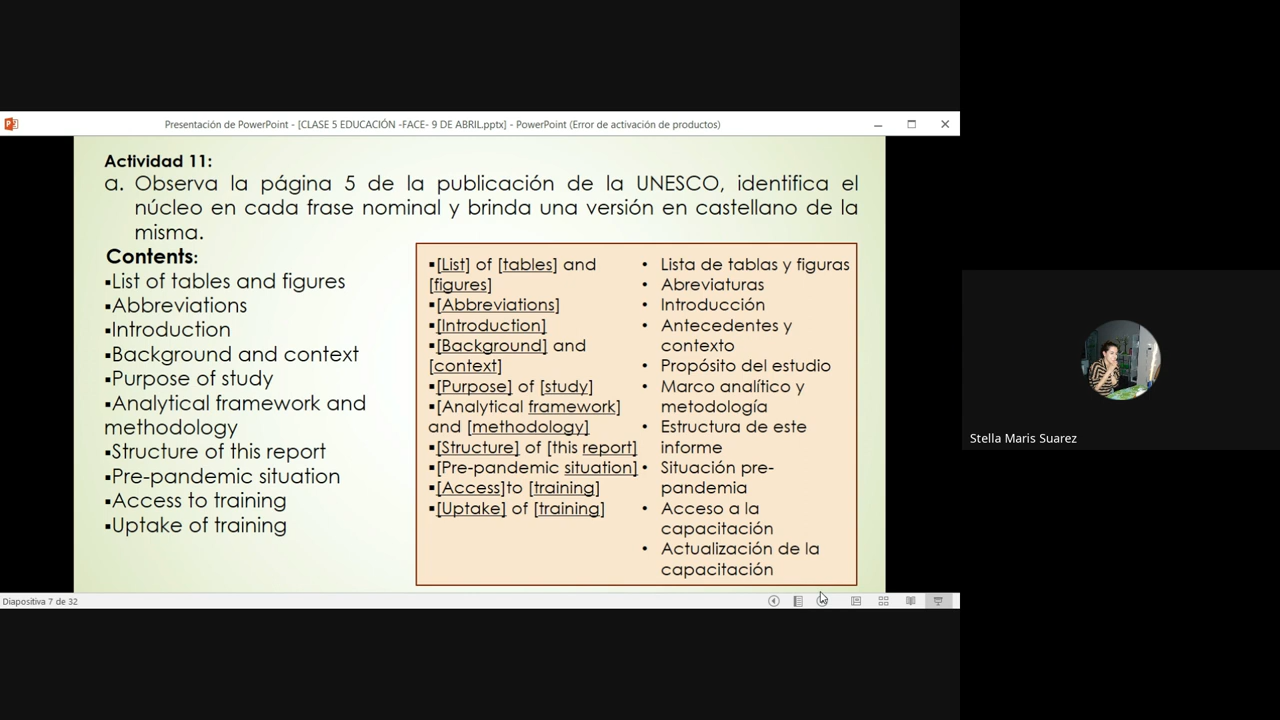 Presentación de PowerPoint - [CLASE 5 EDUCACIÓN -FACE- 9 DE ABRIL.pptx] - PowerPoint (Error de activación de productos)
Actividad 11:
a. Observa la página 5 de la publicación de la UNESCO, identifica el
núcleo en cada frase nominal y brinda una versión en castellano de la
misma.
Contents:
▪List of tables and figures
▪Abbreviations
▪Introduction
▪Background and context
▪Purpose of study
▪Analytical framework and
methodology
▪Structure of this report
▪Pre-pandemic situation
▪Access to training
▪Uptake of training
▪[List] of [tables] and
[figures]
▪[Abbreviations]
▪[Introduction]
▪[Background] and
[context]
▪[Purpose] of [study]
▪[Analytical framework]
and [methodology]
▪[Structure] of [this report]
▪[Pre-pandemic situation]
▪[Access]to [training]
▪[Uptake] of [training]
• Lista de tablas y figuras
• Abreviaturas
• Introducción
• Antecedentes y
contexto
• Propósito del estudio
• Marco analítico y
metodología
• Estructura de este
informe
• Situación pre-
pandemia
• Acceso a la
capacitación
• Actualización de la
capacitación
Diapositiva 7 de 32
Stella Maris Suarez